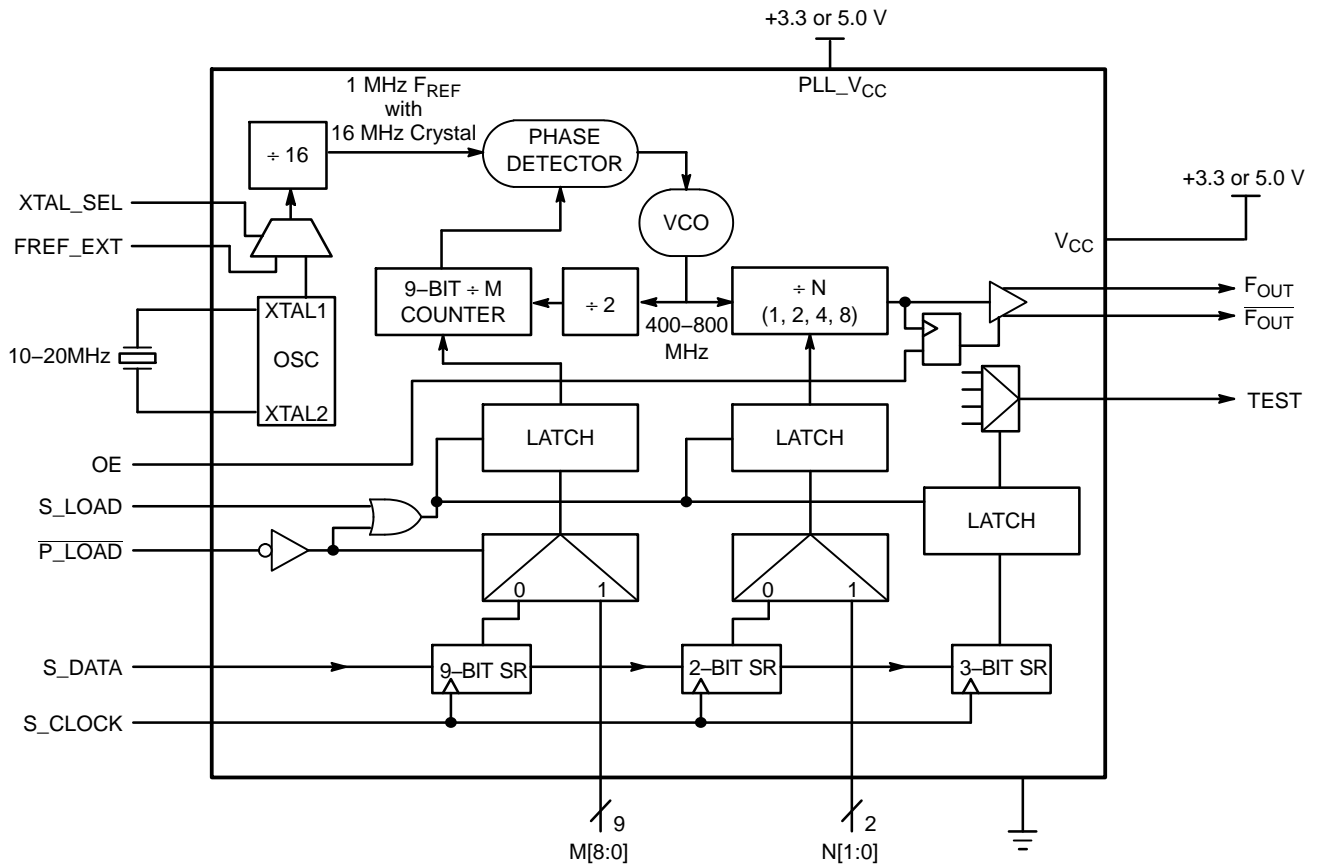 +3.3 or 5.0 V
PLL_VCC
1 MHz FREF
with
16 MHz Crystal
÷ 16
PHASE
DETECTOR
+3.3 or 5.0 V
XTAL_SEL
VCO
FREF_EXT
VCC
9–BIT ÷ M
COUNTER
÷ 2
÷ N
(1, 2, 4, 8)
FOUT
FOUT
400–800
MHz
XTAL1
OSC
XTAL2
10–20MHz
TEST
LATCH
LATCH
OE
S_LOAD
LATCH
P_LOAD
0 1
0 1
S_DATA
9–BIT SR
2–BIT SR
3–BIT SR
S_CLOCK
9
2
M[8:0]
N[1:0]